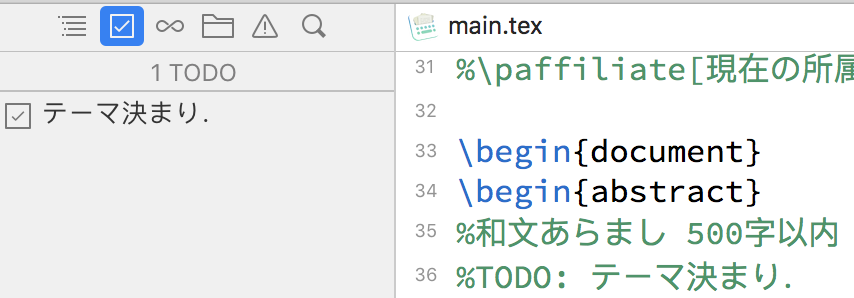 main.tex
1 TODO
テーマ決まり.
31 %\paffiliate[現在の所属
32
33 \begin{document}
34 \begin{abstract}
35 %和文あらまし 500字以内
36 %TODO: テーマ決まり.